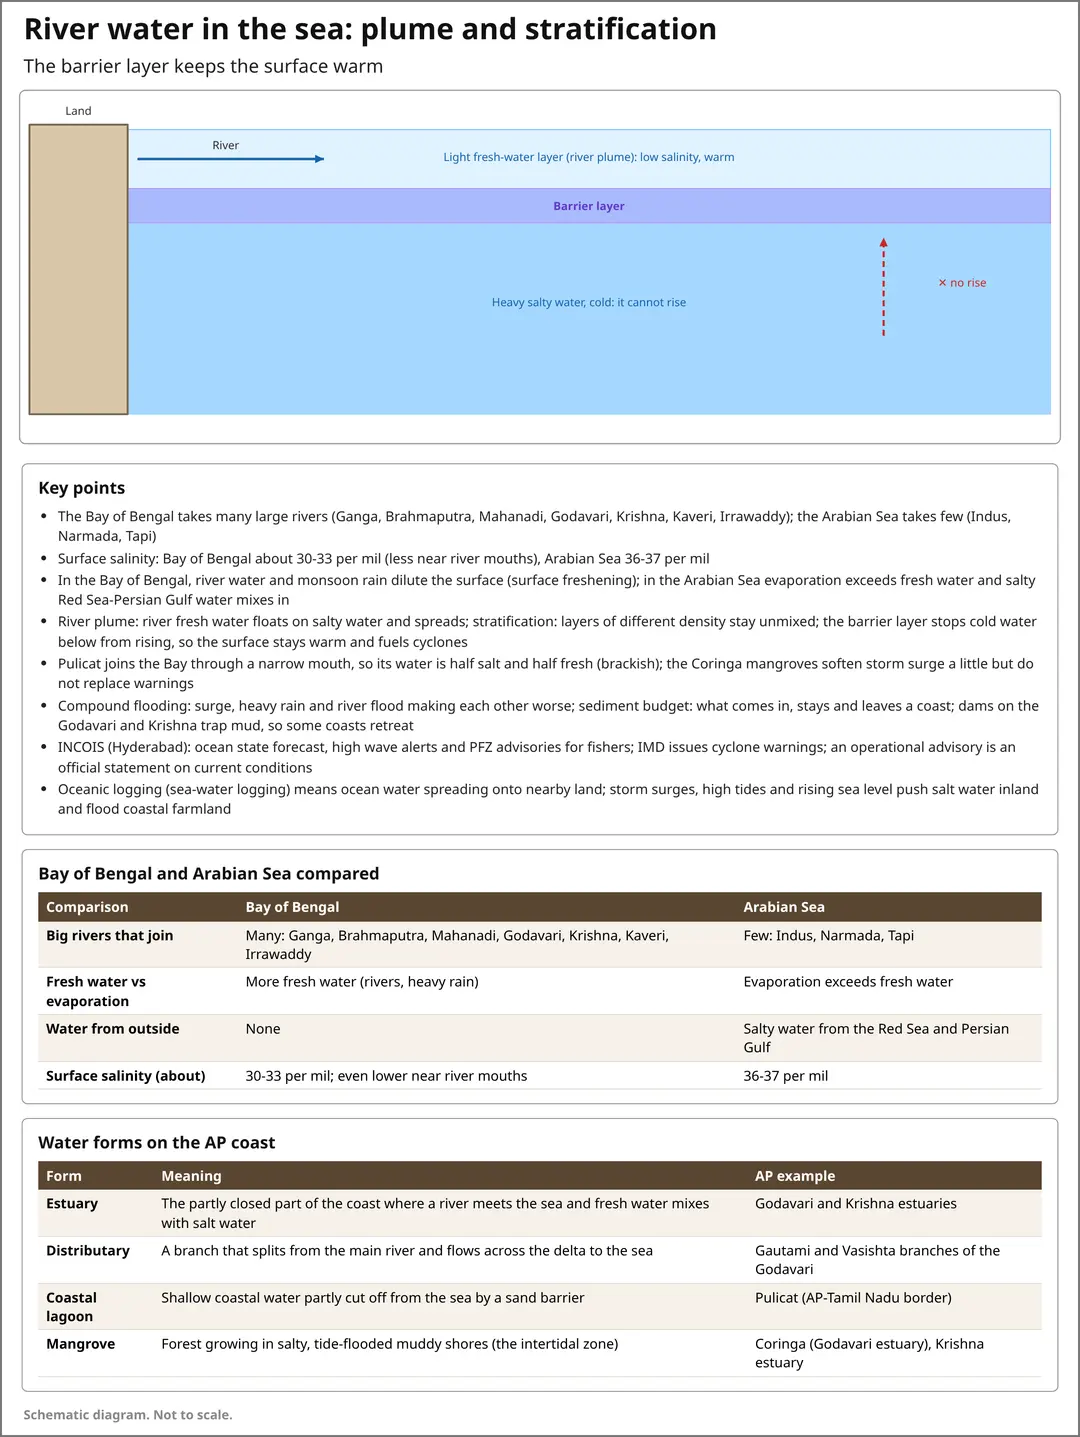 River water in the sea: plume and stratification
The barrier layer keeps the surface warm
Land
River
Light fresh-water layer (river plume): low salinity, warm
Barrier layer
✕ no rise
Heavy salty water, cold: it cannot rise
Key points
• The Bay of Bengal takes many large rivers (Ganga, Brahmaputra, Mahanadi, Godavari, Krishna, Kaveri, Irrawaddy); the Arabian Sea takes few (Indus,
Narmada, Tapi)
• Surface salinity: Bay of Bengal about 30-33 per mil (less near river mouths), Arabian Sea 36-37 per mil
• In the Bay of Bengal, river water and monsoon rain dilute the surface (surface freshening); in the Arabian Sea evaporation exceeds fresh water and salty
Red Sea-Persian Gulf water mixes in
• River plume: river fresh water floats on salty water and spreads; stratification: layers of different density stay unmixed; the barrier layer stops cold water
below from rising, so the surface stays warm and fuels cyclones
• Pulicat joins the Bay through a narrow mouth, so its water is half salt and half fresh (brackish); the Coringa mangroves soften storm surge a little but do
not replace warnings
• Compound flooding: surge, heavy rain and river flood making each other worse; sediment budget: what comes in, stays and leaves a coast; dams on the
Godavari and Krishna trap mud, so some coasts retreat
• INCOIS (Hyderabad): ocean state forecast, high wave alerts and PFZ advisories for fishers; IMD issues cyclone warnings; an operational advisory is an
official statement on current conditions
• Oceanic logging (sea-water logging) means ocean water spreading onto nearby land; storm surges, high tides and rising sea level push salt water inland
and flood coastal farmland
Bay of Bengal and Arabian Sea compared
Comparison Bay of Bengal Arabian Sea
Big rivers that join Many: Ganga, Brahmaputra, Mahanadi, Godavari, Krishna, Kaveri, Few: Indus, Narmada, Tapi
Irrawaddy
Fresh water vs More fresh water (rivers, heavy rain) Evaporation exceeds fresh water
evaporation
Water from outside None Salty water from the Red Sea and Persian
Gulf
Surface salinity (about) 30-33 per mil; even lower near river mouths 36-37 per mil
Water forms on the AP coast
Form Meaning AP example
Estuary The partly closed part of the coast where a river meets the sea and fresh water mixes Godavari and Krishna estuaries
with salt water
Distributary A branch that splits from the main river and flows across the delta to the sea Gautami and Vasishta branches of the
Godavari
Coastal Shallow coastal water partly cut off from the sea by a sand barrier Pulicat (AP-Tamil Nadu border)
lagoon
Mangrove Forest growing in salty, tide-flooded muddy shores (the intertidal zone) Coringa (Godavari estuary), Krishna
estuary
Schematic diagram. Not to scale.